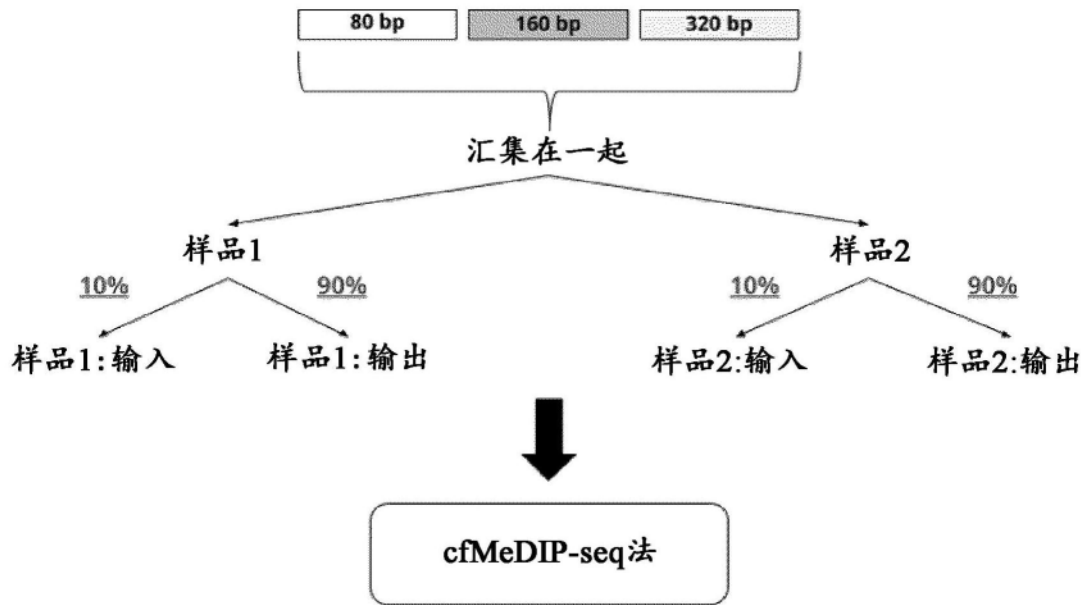 80 bp 160 bp 320 bp
汇集在一起
样品1 样品2
10% 90% 10% 90%
样品1:输入 样品1:输出 样品2:输入 样品2:输出
cfMeDIP-seq法